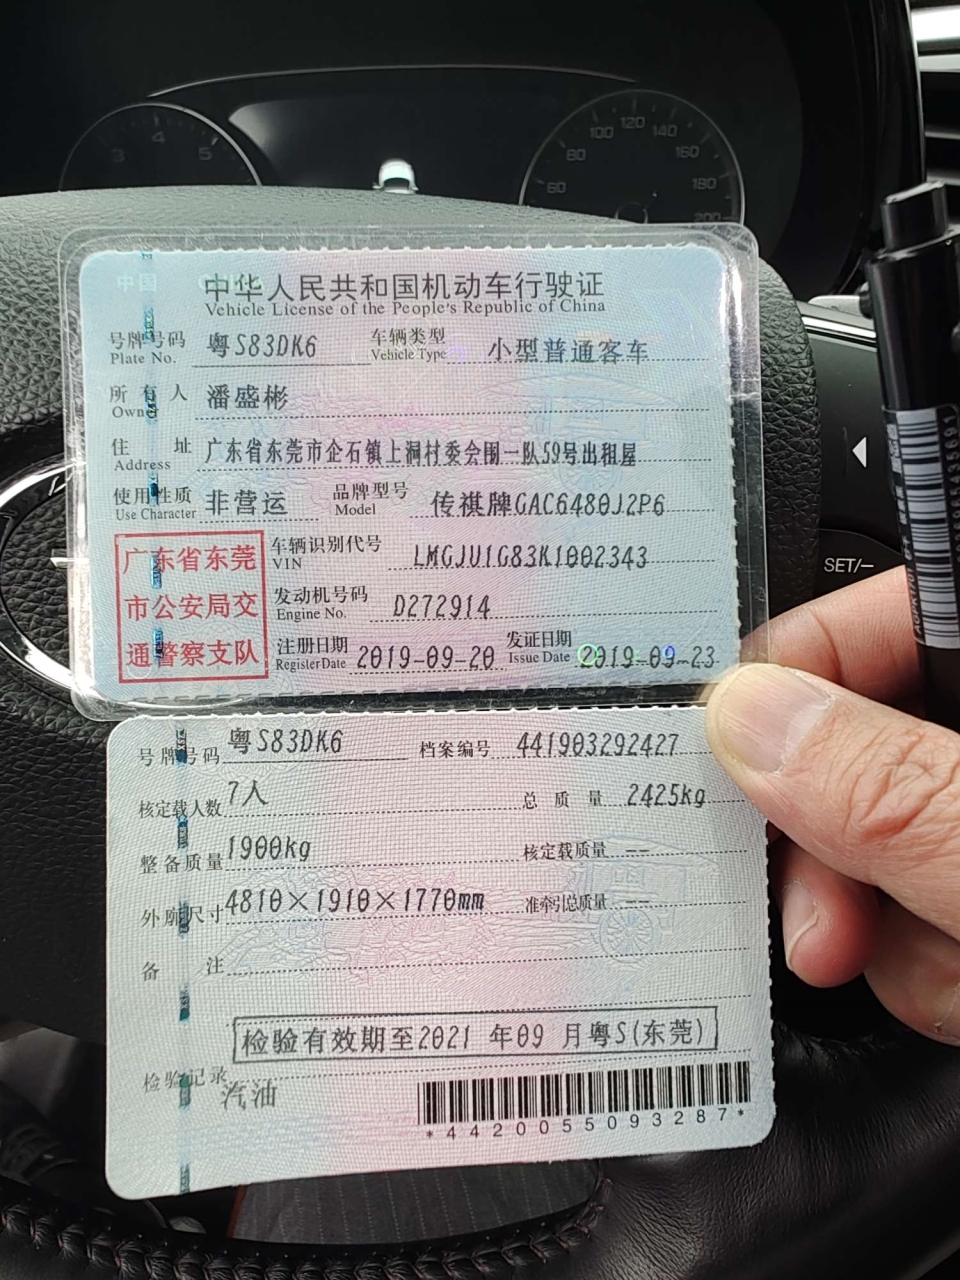 3 4 5
60 80 100 120 140 160 180 200
中国 CHINA
中华人民共和国机动车行驶证
Vehicle License of the People's Republic of China
号牌号码 Plate No. 粤S83DK6 车辆类型 Vehicle Type 小型普通客车
所有人 Owner 潘盛彬
住址 Address 广东省东莞市企石镇上洞村委会围一队59号出租屋
使用性质 Use Character 非营运 品牌型号 Model 传祺牌GAC6480J2P6
广东省东莞
市公安局交
通警察支队
车辆识别代号 VIN LMGJU1G83K1002343
发动机号码 Engine No. D272914
注册日期 Register Date 2019-09-20 发证日期 Issue Date 2019-09-23
SET/−
号牌号码 粤S83DK6 档案编号 441903292427
核定载人数 7人 总质量 2425kg
整备质量 1900kg 核定载质量 --
外廓尺寸 4810×1910×1770mm 准牵引总质量 --
备注
检验有效期至2021 年09 月粤S(东莞)
检验记录
汽油
*4420055093287*